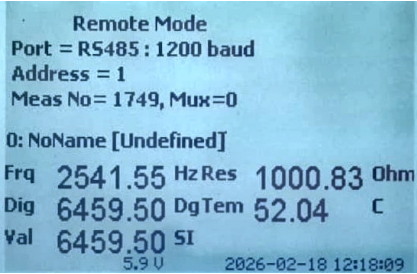 Remote Mode
Port = RS485 : 1200 baud
Address = 1
Meas No= 1749, Mux=0
0: NoName [Undefined]
Frq 2541.55 Hz Res 1000.83 Ohm
Dig 6459.50 Dg Tem 52.04 C
Val 6459.50 SI
5.9 V 2026-02-18 12:18:09